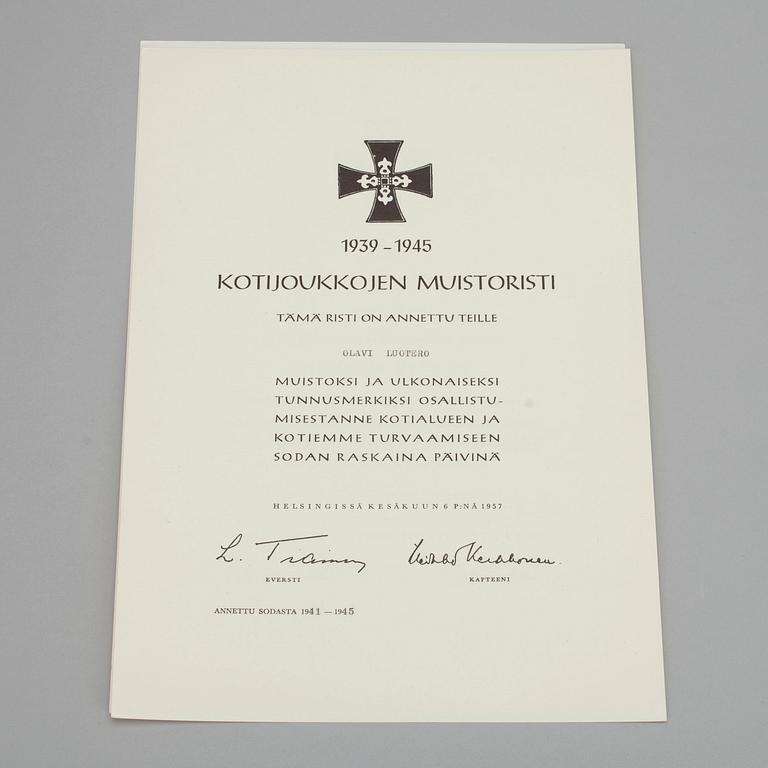 1939 – 1945
KOTIJOUKKOJEN MUISTORISTI
TÄMÄ RISTI ON ANNETTU TEILLE
OLAVI LUOTERO
MUISTOKSI JA ULKONAISEKSI
TUNNUSMERKIKSI OSALLISTU-
MISESTANNE KOTIALUEEN JA
KOTIEMME TURVAAMISEEN
SODAN RASKAINA PÄIVINÄ
HELSINGISSÄ KESÄKUUN 6 P:NÄ 1957
L.
EVERSTI KAPTEENI
ANNETTU SODASTA 1941 — 1945